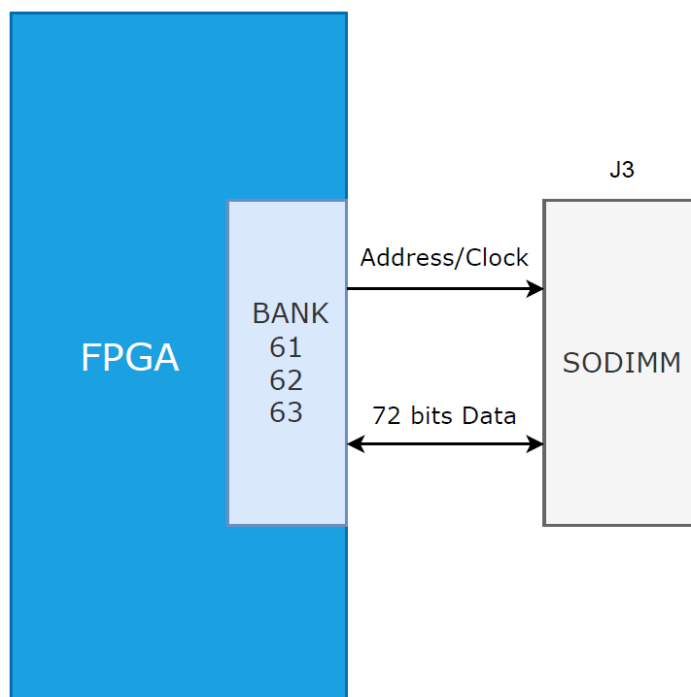 J3
Address/Clock
BANK
61
62
63
FPGA
SODIMM
72 bits Data